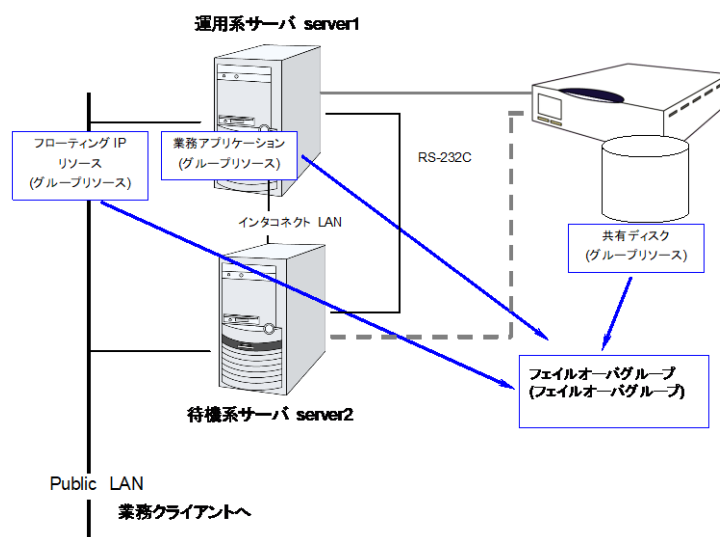 運用系サーバ server1
フローティング IP
リソース
(グループリソース)
業務アプリケーション
(グループリソース)
RS-232C
インタコネクト LAN
共有ディスク
(グループリソース)
フェイルオーバグループ
(フェイルオーバグループ)
待機系サーバ server2
Public LAN
業務クライアントへ